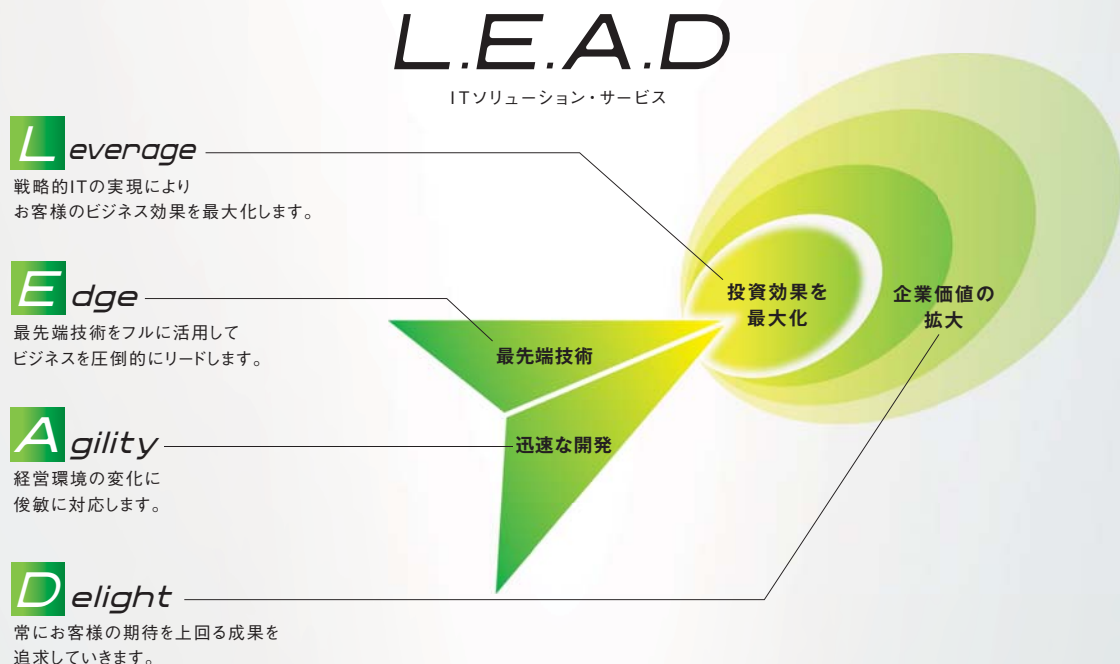 L.E.A.D
ITソリューション・サービス
Leverage
戦略的ITの実現により
お客様のビジネス効果を最大化します。
Edge
最先端技術をフルに活用して
ビジネスを圧倒的にリードします。
Agility
経営環境の変化に
俊敏に対応します。
Delight
常にお客様の期待を上回る成果を
追求していきます。
投資効果を
最大化
企業価値の
拡大
最先端技術
迅速な開発